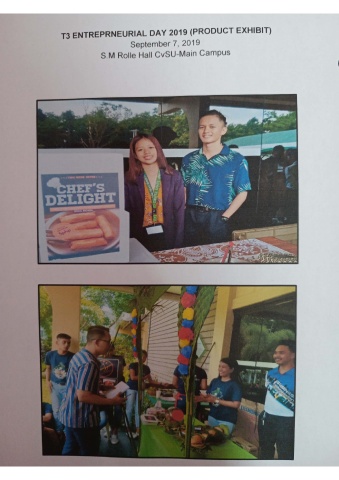 T3 ENTREPRNEURIAL DAY 2019 (PRODUCT EXHIBIT)
September 7, 2019
S.M Rolle Hall CvSU-Main Campus
CHEF'S
DELIGHT